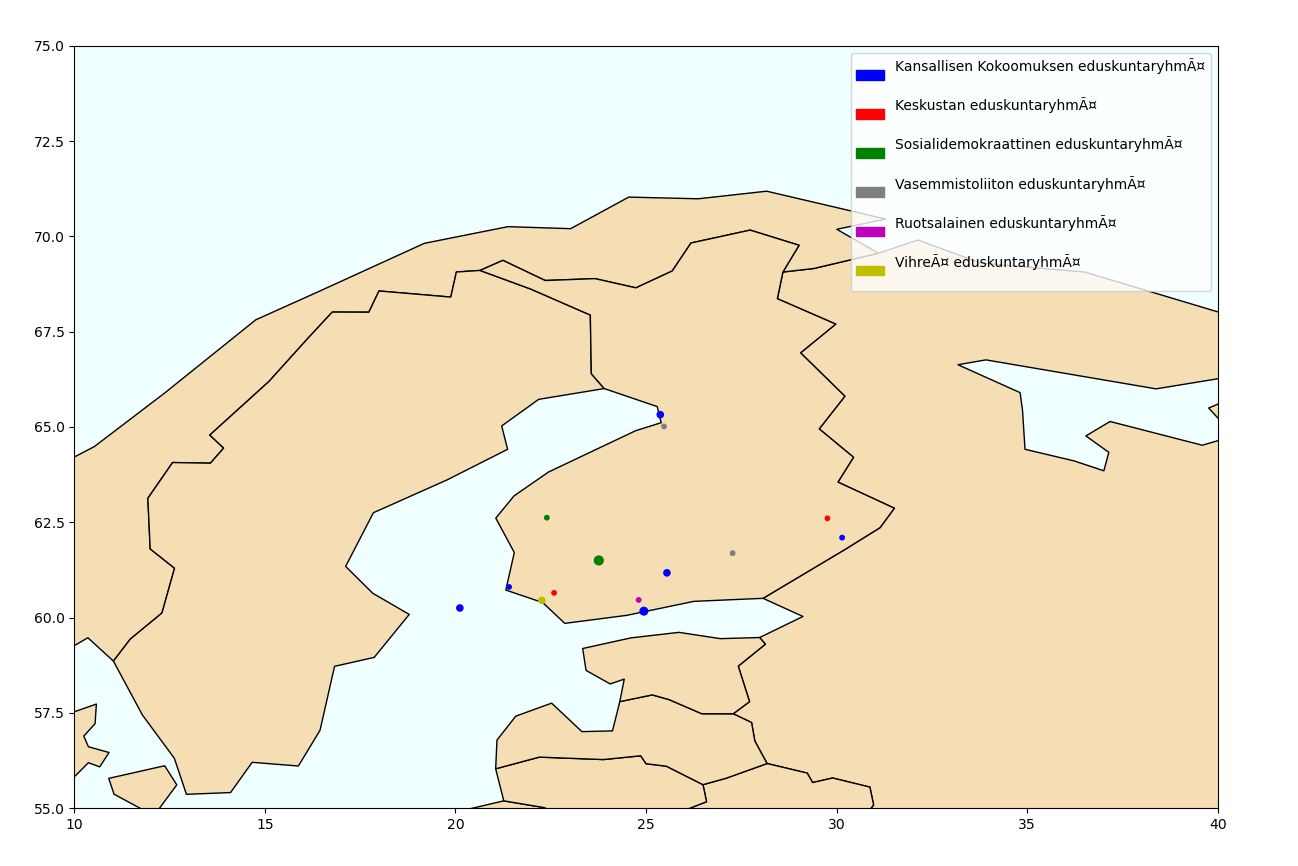 75.0
72.5
70.0
67.5
65.0
62.5
60.0
57.5
55.0
10
15
20
25
30
35
40
Kansallisen Kokoomuksen eduskuntaryhmÃ¤
Keskustan eduskuntaryhmÃ¤
Sosialidemokraattinen eduskuntaryhmÃ¤
Vasemmistoliiton eduskuntaryhmÃ¤
Ruotsalainen eduskuntaryhmÃ¤
VihreÃ¤ eduskuntaryhmÃ¤